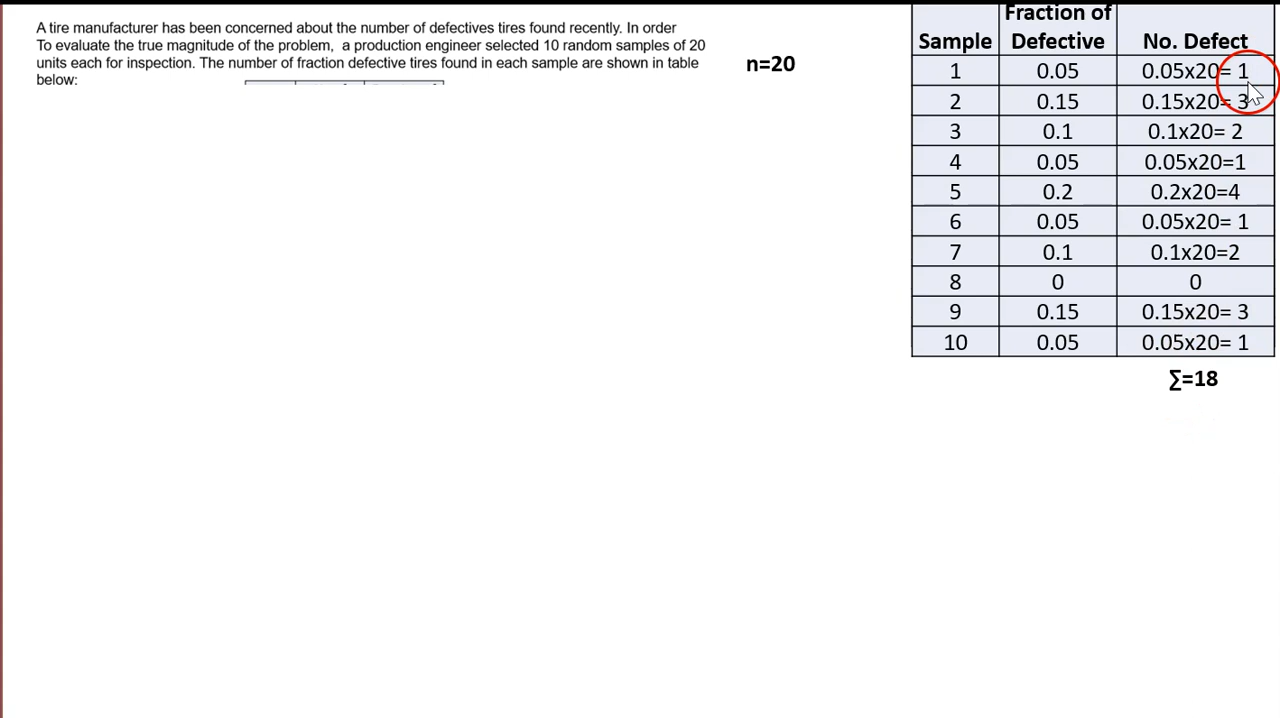 A tire manufacturer has been concerned about the number of defectives tires found recently. In order
To evaluate the true magnitude of the problem, a production engineer selected 10 random samples of 20
units each for inspection. The number of fraction defective tires found in each sample are shown in table
below:
n=20
Sample Fraction of Defective No. Defect
1 0.05 0.05x20= 1
2 0.15 0.15x20= 3
3 0.1 0.1x20= 2
4 0.05 0.05x20=1
5 0.2 0.2x20=4
6 0.05 0.05x20= 1
7 0.1 0.1x20=2
8 0 0
9 0.15 0.15x20= 3
10 0.05 0.05x20= 1
∑=18